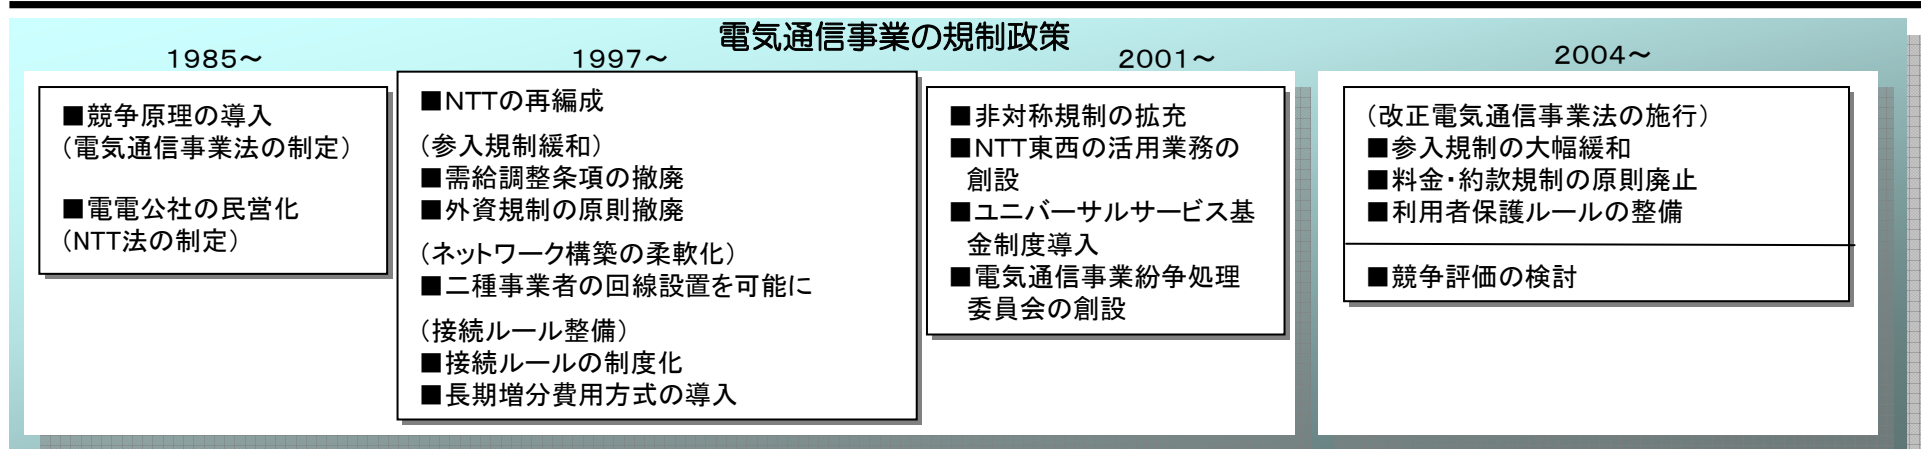 電気通信事業の規制政策
1985～
■競争原理の導入
(電気通信事業法の制定)
■電電公社の民営化
(NTT法の制定)
1997～
■NTTの再編成
(参入規制緩和)
■需給調整条項の撤廃
■外資規制の原則撤廃
(ネットワーク構築の柔軟化)
■二種事業者の回線設置を可能に
(接続ルール整備)
■接続ルールの制度化
■長期増分費用方式の導入
2001～
■非対称規制の拡充
■NTT東西の活用業務の
創設
■ユニバーサルサービス基
金制度導入
■電気通信事業紛争処理
委員会の創設
2004～
(改正電気通信事業法の施行)
■参入規制の大幅緩和
■料金・約款規制の原則廃止
■利用者保護ルールの整備
■競争評価の検討